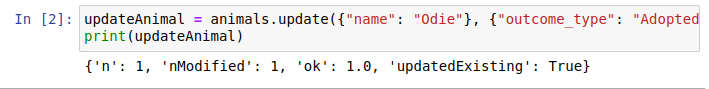 In [2]: updateAnimal = animals.update({"name": "Odie"}, {"outcome_type": "Adopted
print(updateAnimal)
{'n': 1, 'nModified': 1, 'ok': 1.0, 'updatedExisting': True}